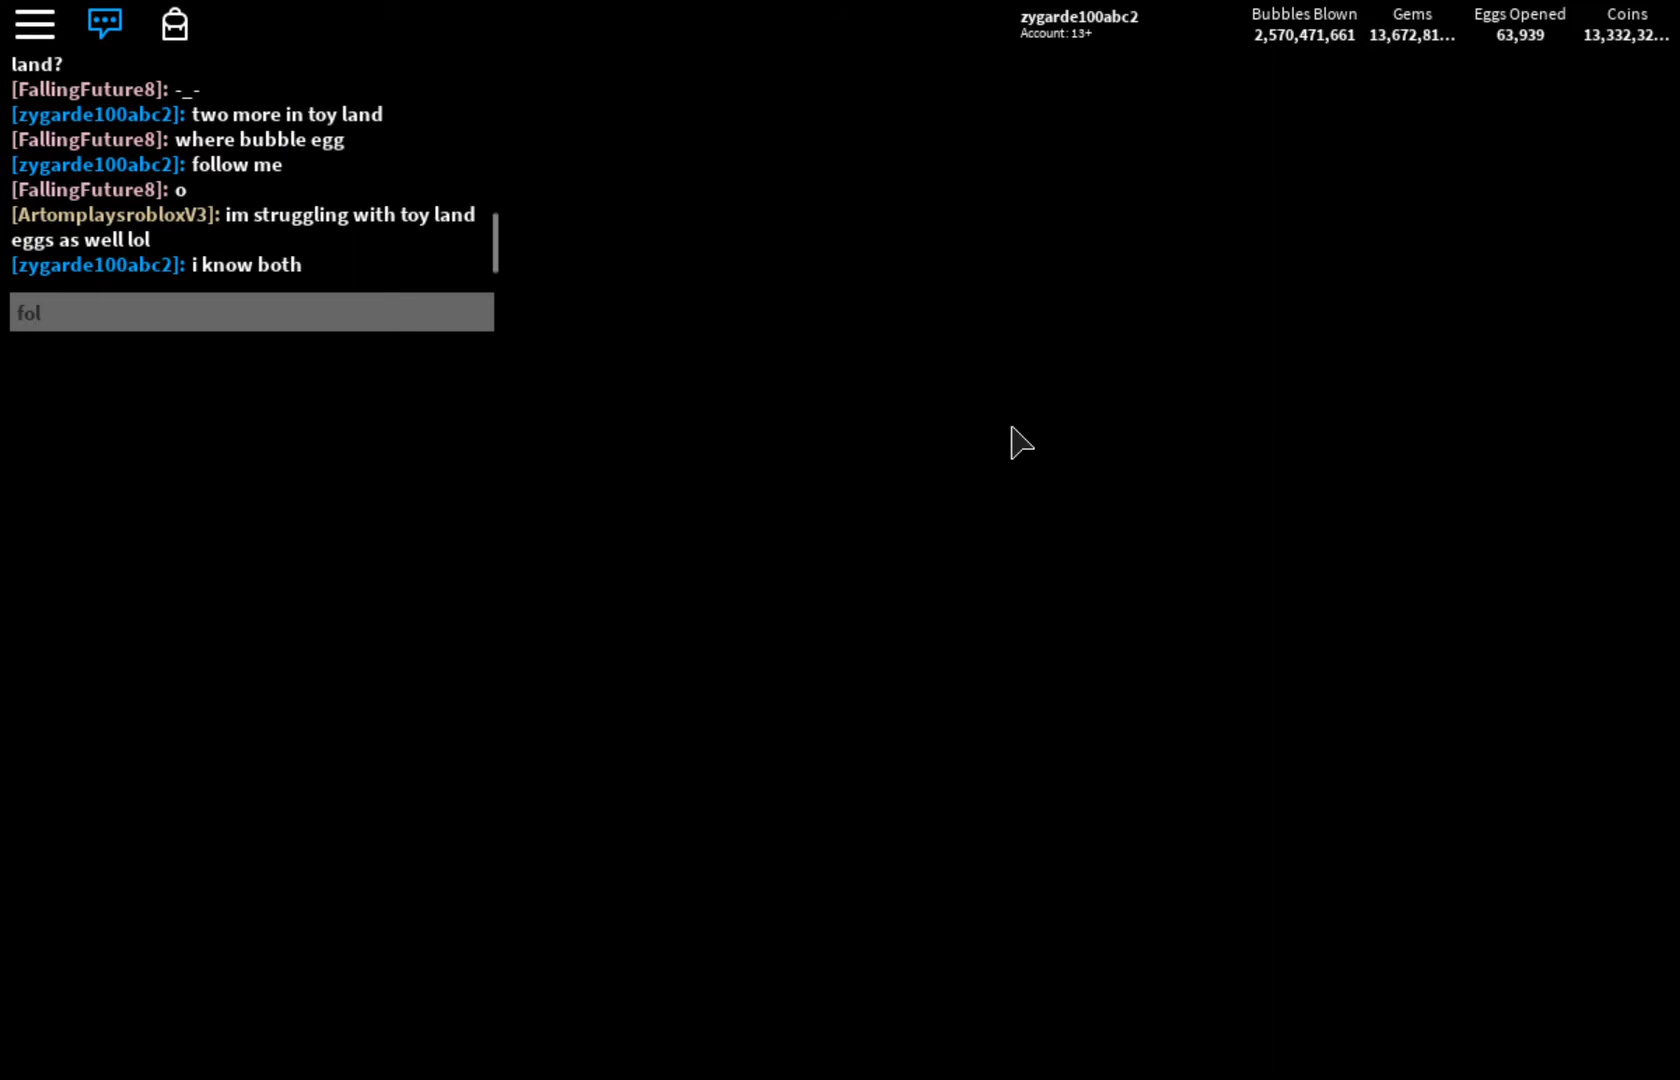 zygarde100abc2
Account: 13+
Bubbles Blown Gems Eggs Opened Coins
2,570,471,661 13,672,81... 63,939 13,332,32...
land?
[FallingFuture8]: -_-
[zygarde100abc2]: two more in toy land
[FallingFuture8]: where bubble egg
[zygarde100abc2]: follow me
[FallingFuture8]: o
[ArtomplaysrobloxV3]: im struggling with toy land
eggs as well lol
[zygarde100abc2]: i know both
fol